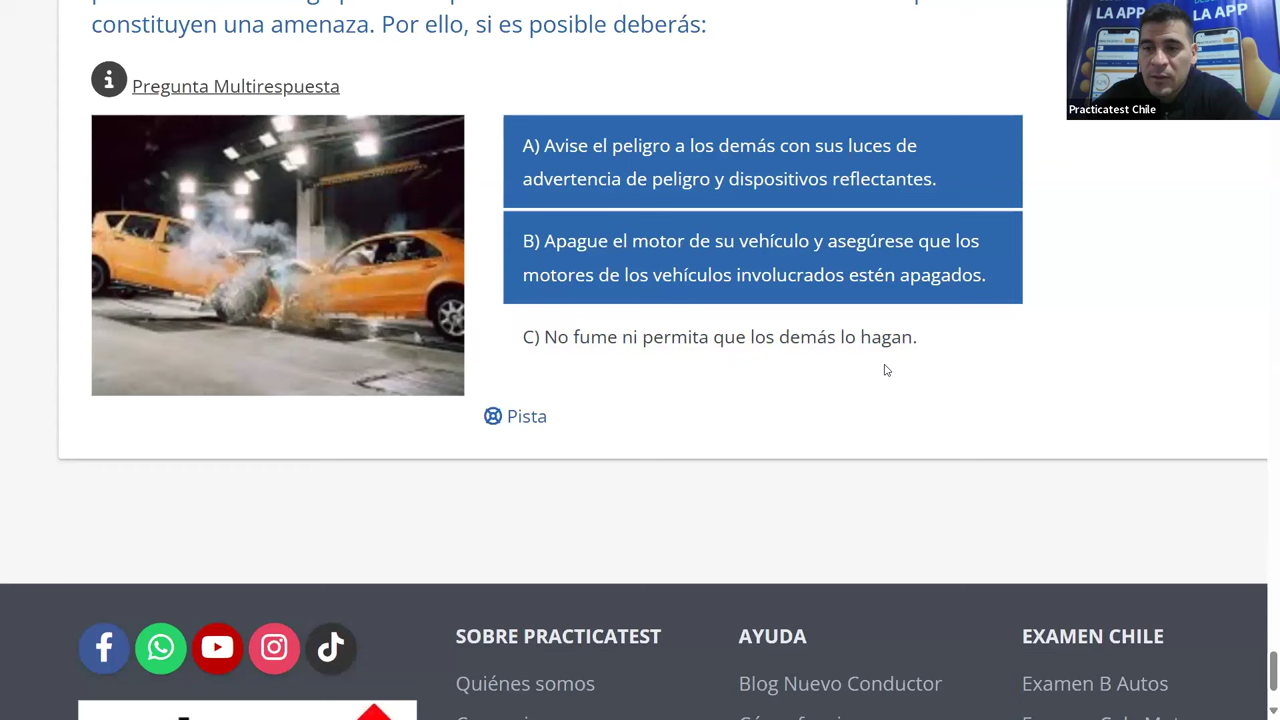 constituyen una amenaza. Por ello, si es posible deberás:
Pregunta Multirespuesta
A) Avise el peligro a los demás con sus luces de
advertencia de peligro y dispositivos reflectantes.
B) Apague el motor de su vehículo y asegúrese que los
motores de los vehículos involucrados estén apagados.
C) No fume ni permita que los demás lo hagan.
Pista
LA APP
LA APP
Practicatest Chile
SOBRE PRACTICATEST
AYUDA
EXAMEN CHILE
Quiénes somos
Blog Nuevo Conductor
Examen B Autos